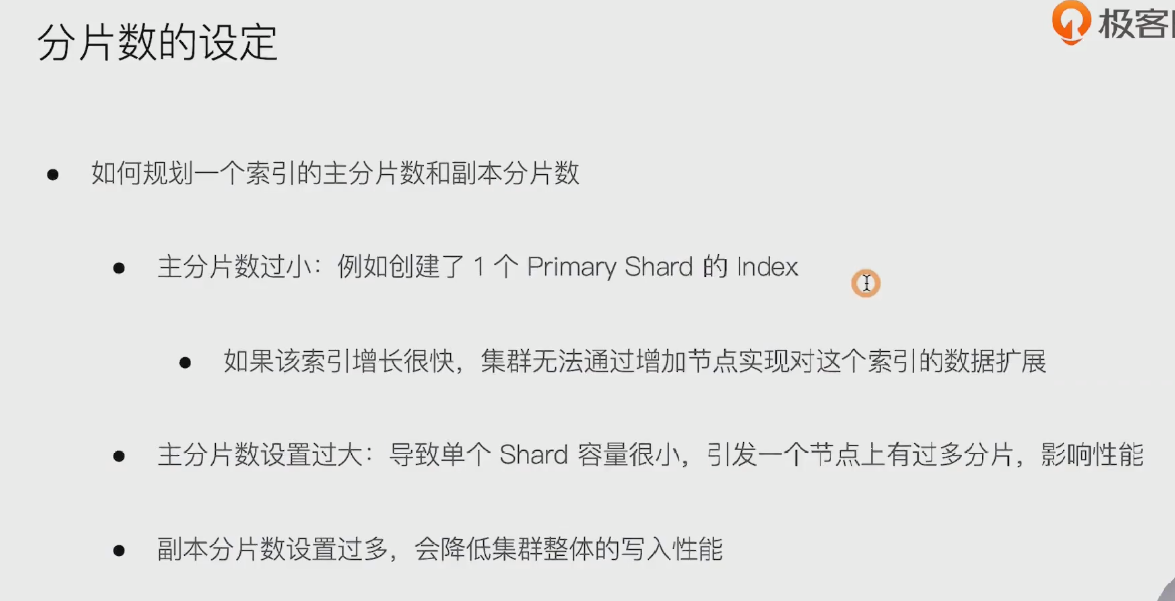 极客
分片数的设定
如何规划一个索引的主分片数和副本分片数
主分片数过小：例如创建了 1 个 Primary Shard 的 Index
如果该索引增长很快，集群无法通过增加节点实现对这个索引的数据扩展
主分片数设置过大：导致单个 Shard 容量很小，引发一个节点上有过多分片，影响性能
副本分片数设置过多，会降低集群整体的写入性能